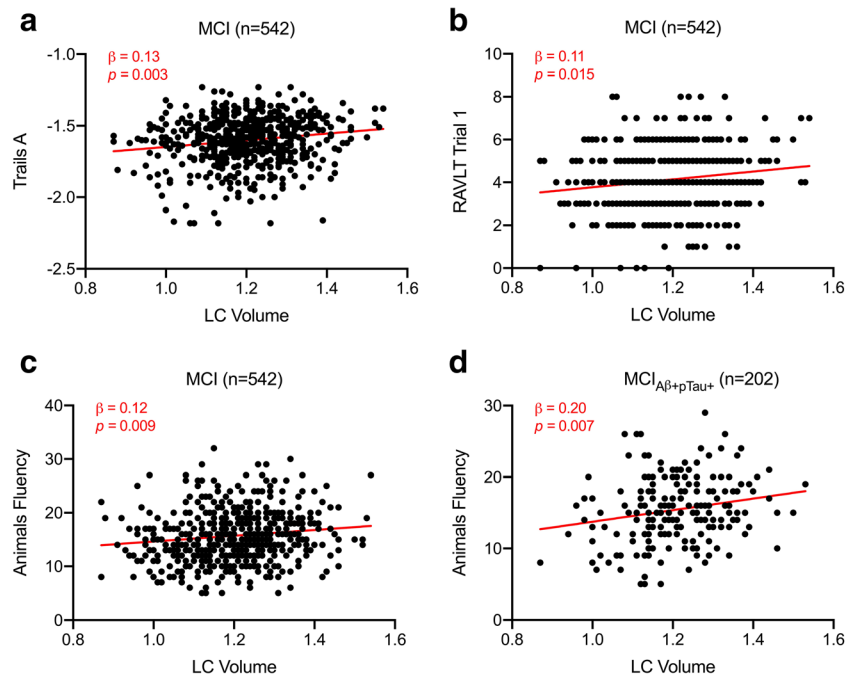 a
MCI (n=542)
β = 0.13
p = 0.003
-1.0
-1.5
-2.0
-2.5
Trails A
0.8 1.0 1.2 1.4 1.6
LC Volume
b
MCI (n=542)
β = 0.11
p = 0.015
10
8
6
4
2
0
RAVLT Trial 1
0.8 1.0 1.2 1.4 1.6
LC Volume
c
MCI (n=542)
β = 0.12
p = 0.009
40
30
20
10
0
Animals Fluency
0.8 1.0 1.2 1.4 1.6
LC Volume
d
MCI Aβ+pTau+ (n=202)
β = 0.20
p = 0.007
30
20
10
0
Animals Fluency
0.8 1.0 1.2 1.4 1.6
LC Volume